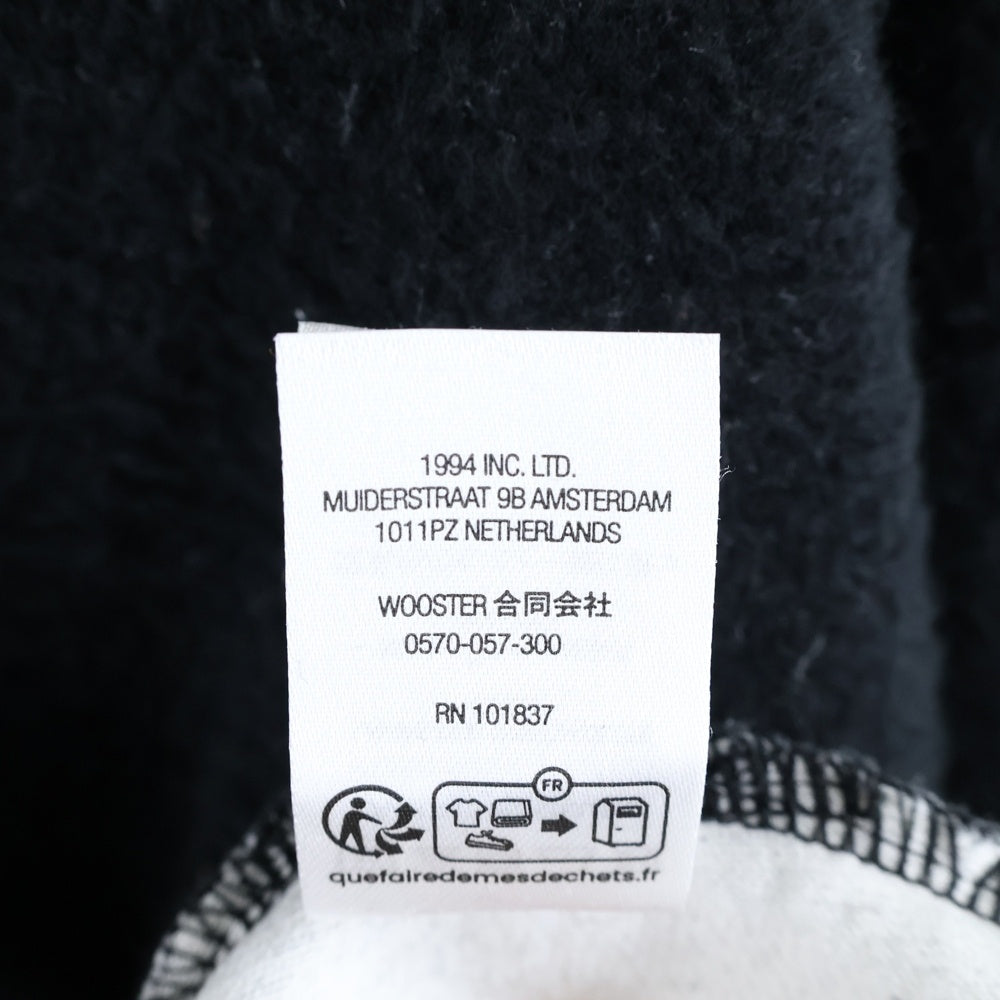 1994 INC. LTD.
MUIDERSTRAAT 9B AMSTERDAM
1011PZ NETHERLANDS
WOOSTER 合同会社
0570-057-300
RN 101837
FR
quefairedemesdechets.fr